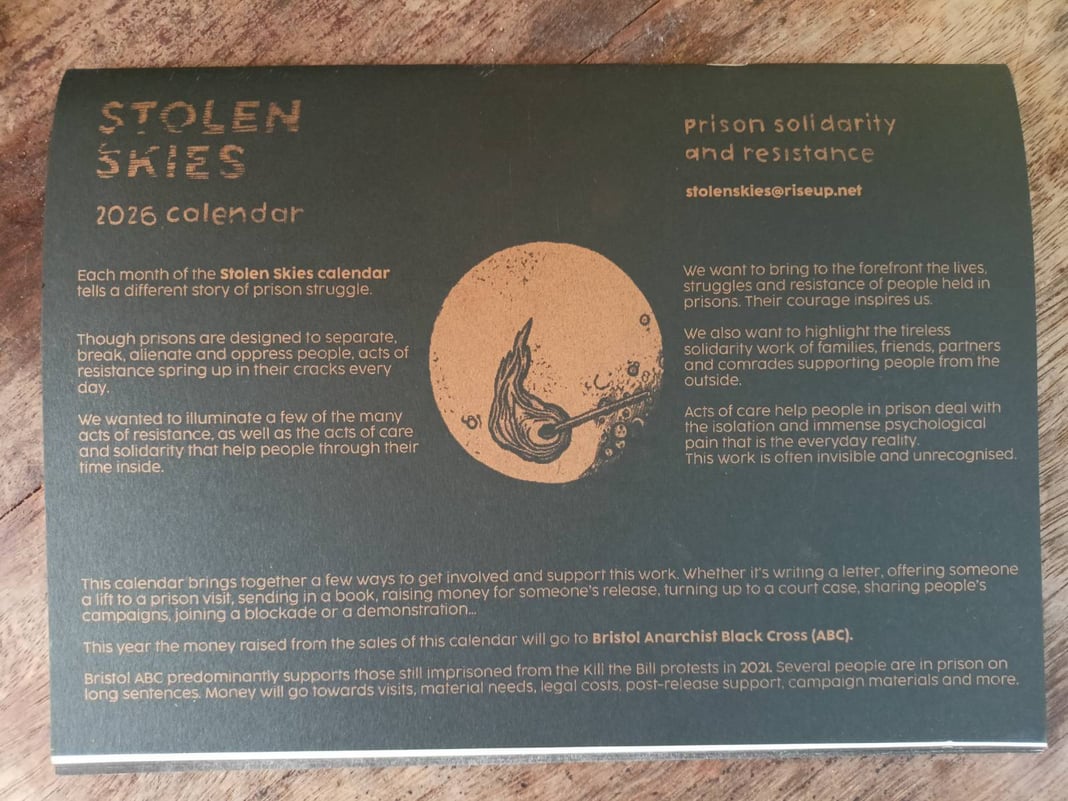 STOLEN
SKIES
2026 calendar
Each month of the Stolen Skies calendar
tells a different story of prison struggle.
Though prisons are designed to separate,
break, alienate and oppress people, acts of
resistance spring up in their cracks every
day.
We wanted to illuminate a few of the many
acts of resistance, as well as the acts of care
and solidarity that help people through their
time inside.
prison solidarity
and resistance
stolenskies@riseup.net
We want to bring to the forefront the lives,
struggles and resistance of people held in
prisons. Their courage inspires us.
We also want to highlight the tireless
solidarity work of families, friends, partners
and comrades supporting people from the
outside.
Acts of care help people in prison deal with
the isolation and immense psychological
pain that is the everyday reality.
This work is often invisible and unrecognised.
This calendar brings together a few ways to get involved and support this work. Whether it's writing a letter, offering someone
a lift to a prison visit, sending in a book, raising money for someone's release, turning up to a court case, sharing people's
campaigns, joining a blockade or a demonstration...
This year the money raised from the sales of this calendar will go to Bristol Anarchist Black Cross (ABC).
Bristol ABC predominantly supports those still imprisoned from the Kill the Bill protests in 2021. Several people are in prison on
long sentences. Money will go towards visits, material needs, legal costs, post-release support, campaign materials and more.